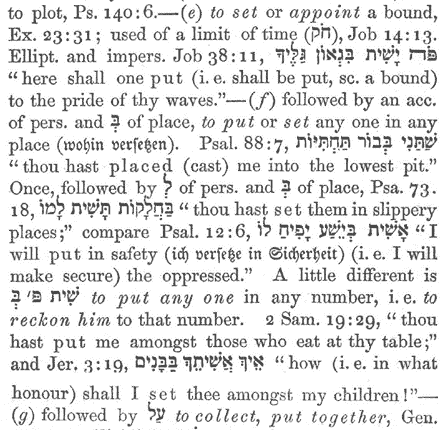 to plot, Ps. 140:6.—(e) to set or appoint a bound,
Ex. 23:31; used of a limit of time (חֹק), Job 14:13.
Ellipt. and impers. Job 38:11, פֹּה יָשִׁית בִּגְאוֹן גַּלֶּיךָ
“here shall one put (i. e. shall be put, sc. a bound)
to the pride of thy waves.”—(f) followed by an acc.
of pers. and בְּ of place, to put or set any one in any
place (wohin versetzen). Psal. 88:7, שַׁתַּנִי בְּבוֹר תַּחְתִּיּוֹת
“thou hast placed (cast) me into the lowest pit.”
Once, followed by לְ of pers. and בְּ of place, Psa. 73.
18, בַּחֲלָקוֹת תָּשִׁית לָמוֹ “thou hast set them in slippery
places;” compare Psal. 12:6, אָשִׁית בְּיֵשַׁע יָפִיחַ לוֹ “I
will put in safety (ich versetze in Sicherheit) (i. e. I will
make secure) the oppressed.” A little different is
שִׁית פ׳ בְּ to put any one in any number, i. e. to
reckon him to that number. 2 Sam. 19:29, “thou
hast put me amongst those who eat at thy table;”
and Jer. 3:19, אֵיךְ אֲשִׁיתֵךְ בַּבָּנִים “how (i. e. in what
honour) shall I set thee amongst my children!”—
(g) followed by עַל to collect, put together, Gen.